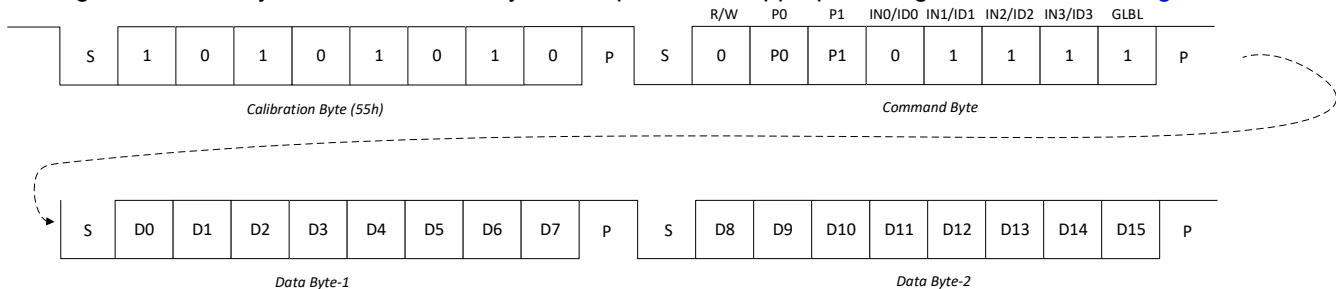 R/W P0 P1 IN0/ID0 IN1/ID1 IN2/ID2 IN3/ID3 GLBL
S 1 0 1 0 1 0 1 0 P S 0 P0 P1 0 1 1 1 1 P
Calibration Byte (55h) Command Byte
S D0 D1 D2 D3 D4 D5 D6 D7 P S D8 D9 D10 D11 D12 D13 D14 D15 P
Data Byte-1 Data Byte-2